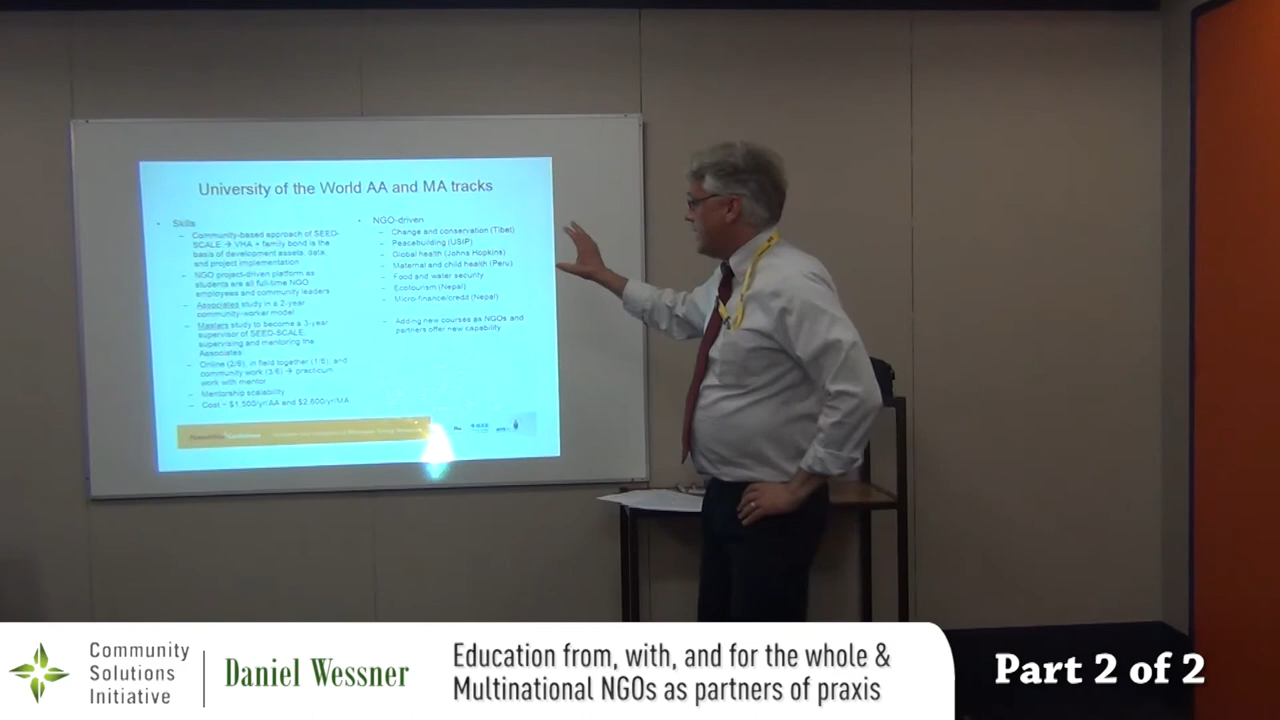 University of the World AA and MA tracks
• Skills
– Community-based approach of SEED-
SCALE → VHA + family bond is the
basis of development assets, data,
and project implementation
– NGO project-driven platform as
students are all full-time NGO
employees and community leaders
– Associates study in a 2-year
community-worker model
– Masters study to become a 3-year
supervisor of SEED-SCALE,
supervising and mentoring the
Associates
– Online (2/6), in field together (1/6), and
community work (3/6) → practicum
work with mentor
– Mentorship scalability
– Cost ~ $1,500/yr/AA and $2,600/yr/MA
• NGO-driven
– Change and conservation (Tibet)
– Peacebuilding (USIP)
– Global health (Johns Hopkins)
– Maternal and child health (Peru)
– Food and water security
– Ecotourism (Nepal)
– Micro-finance/credit (Nepal)
– Adding new courses as NGOs and
partners offer new capability
Community
Solutions
Initiative
Daniel Wessner
Education from, with, and for the whole &
Multinational NGOs as partners of praxis
Part 2 of 2